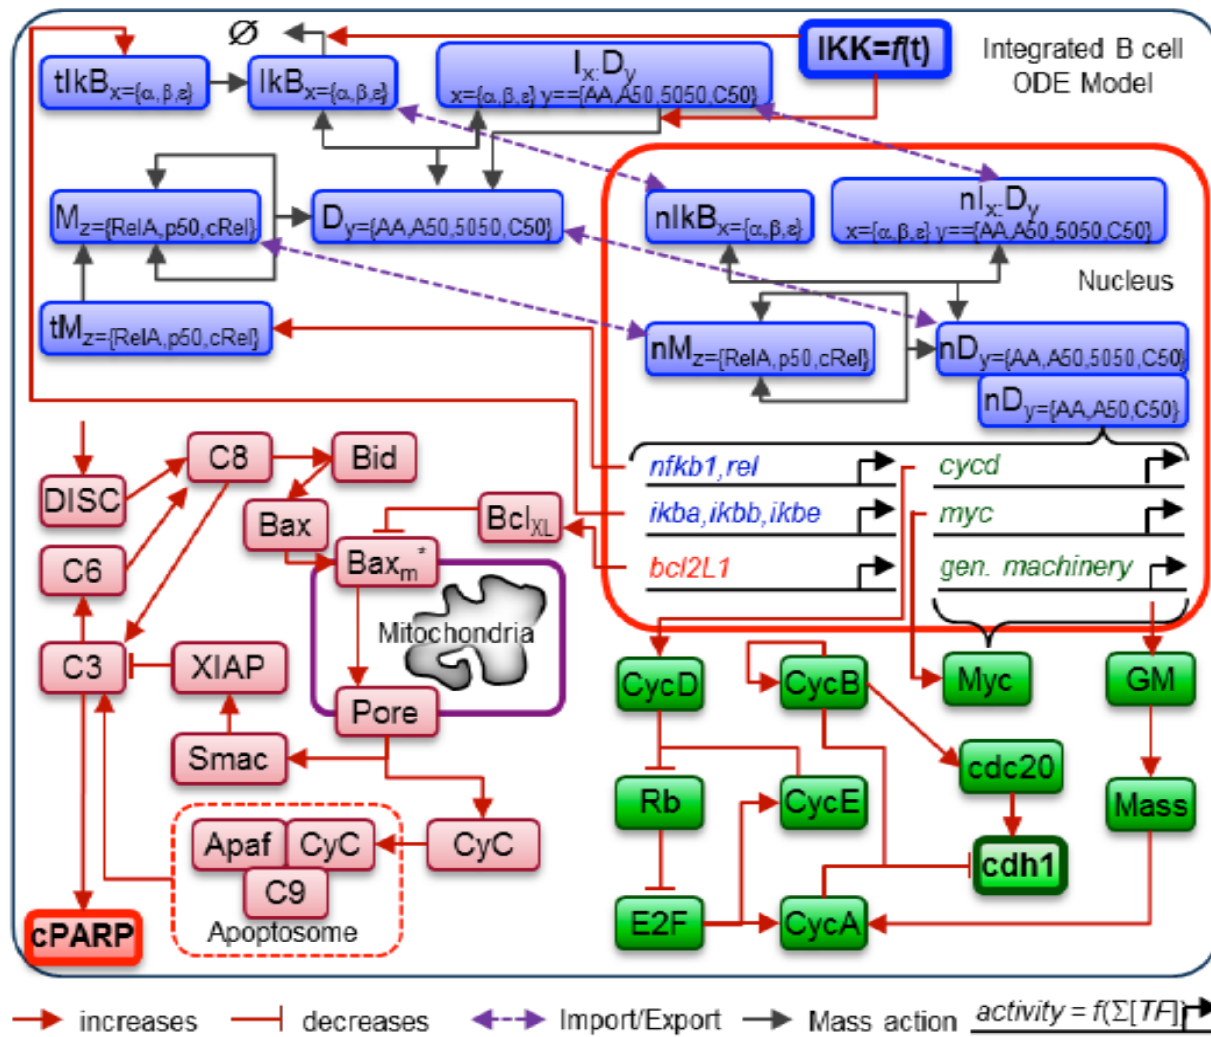 Ø
IKK=f(t)
Integrated B cell
ODE Model
tIkBx={α,β,ε}
IkBx={α,β,ε}
Ix:Dy
x={α,β,ε} y=={AA,A50,5050,C50}
Mz={RelA,p50,cRel}
Dy={AA,A50,5050,C50}
nIkBx={α,β,ε}
nIx:Dy
x={α,β,ε} y=={AA,A50,5050,C50}
Nucleus
tMz={RelA,p50,cRel}
nMz={RelA,p50,cRel}
nDy={AA,A50,5050,C50}
nDy={AA,A50,C50}
nfkb1,rel
cycd
ikba,ikbb,ikbe
myc
bcl2L1
gen. machinery
C8
Bid
DISC
Bax
BclXL
C6
Baxm*
Mitochondria
C3
XIAP
Pore
Smac
Apaf
CyC
CyC
C9
Apoptosome
cPARP
CycD
CycB
Myc
GM
cdc20
Rb
CycE
Mass
cdh1
E2F
CycA
increases
decreases
Import/Export
Mass action
activity = f(Σ[TF])